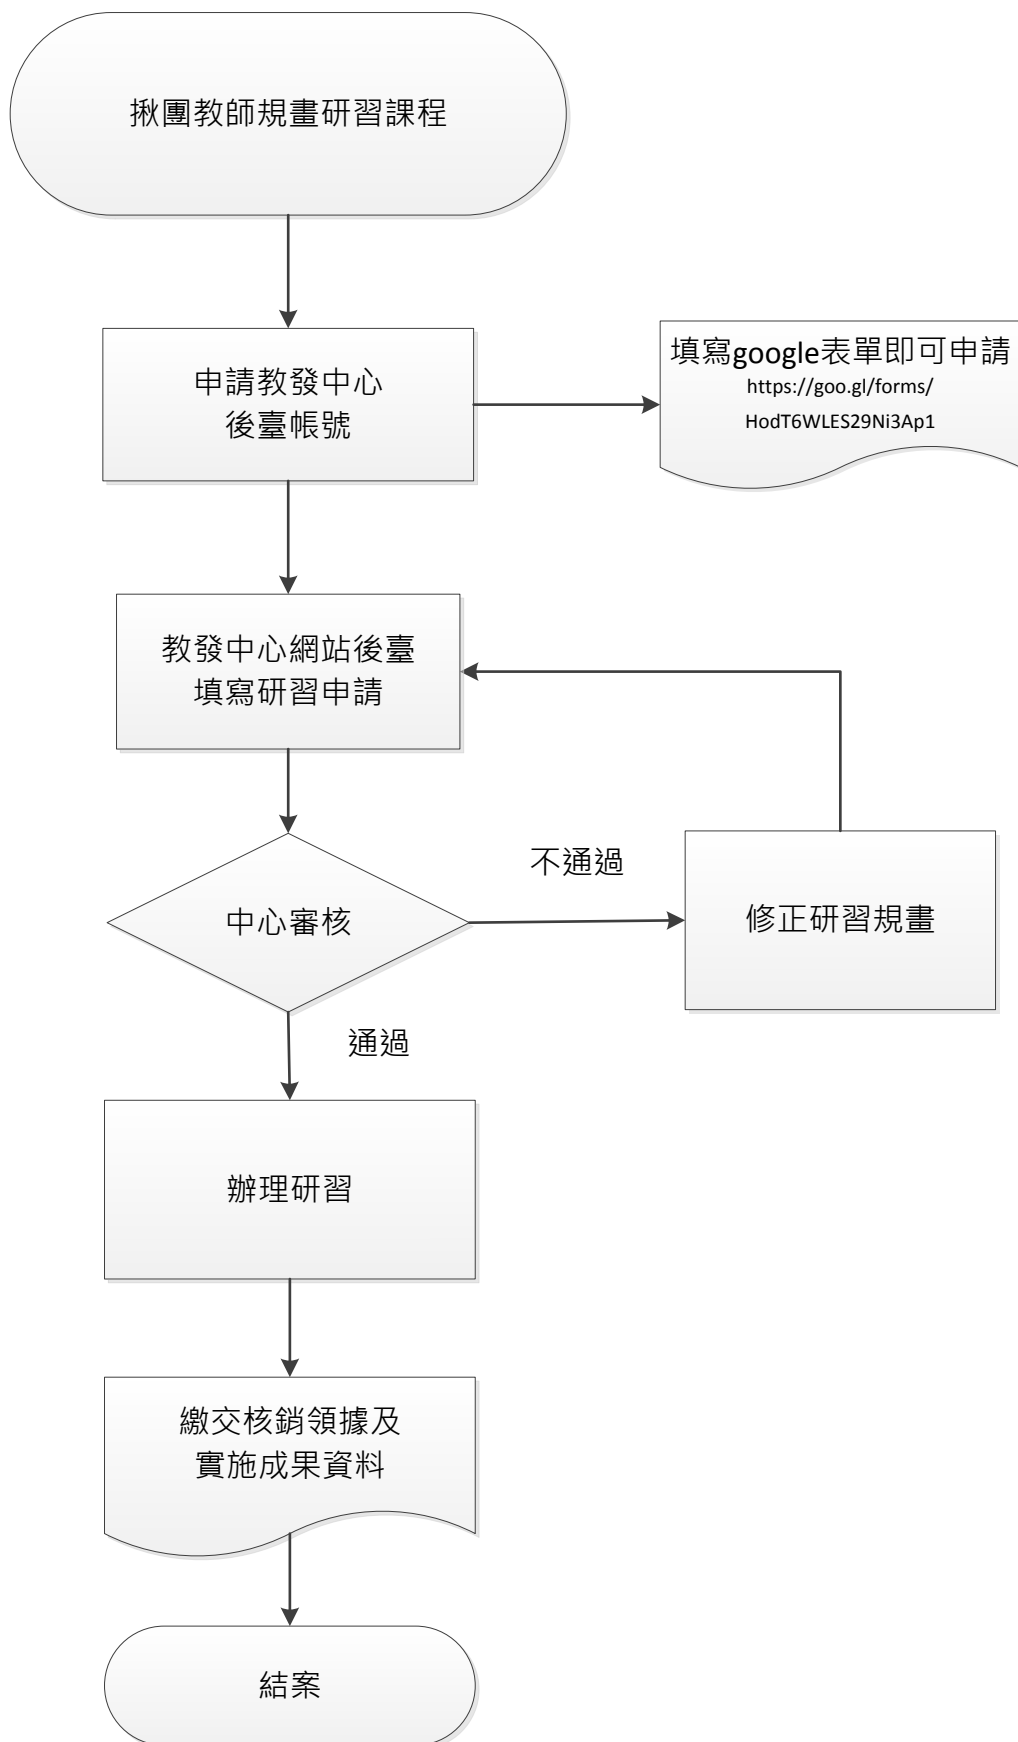 揪團教師規畫研習課程
申請教發中心
後臺帳號
填寫google表單即可申請
https://goo.gl/forms/
HodT6WLES29Ni3Ap1
教發中心網站後臺
填寫研習申請
不通過
中心審核
修正研習規畫
通過
辦理研習
繳交核銷領據及
實施成果資料
結案